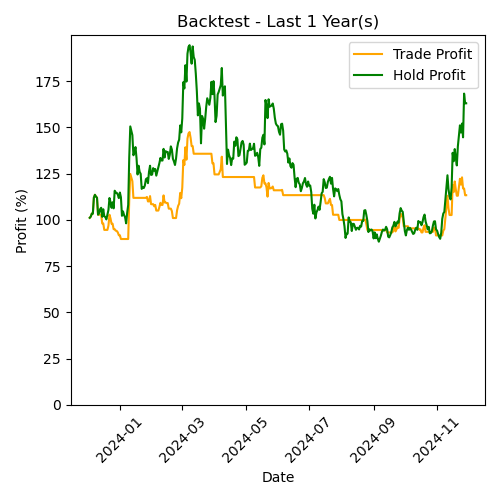 Backtest - Last 1 Year(s)
Trade Profit
Hold Profit
Profit (%)
175
150
125
100
75
50
25
0
2024-01
2024-03
2024-05
2024-07
2024-09
2024-11
Date